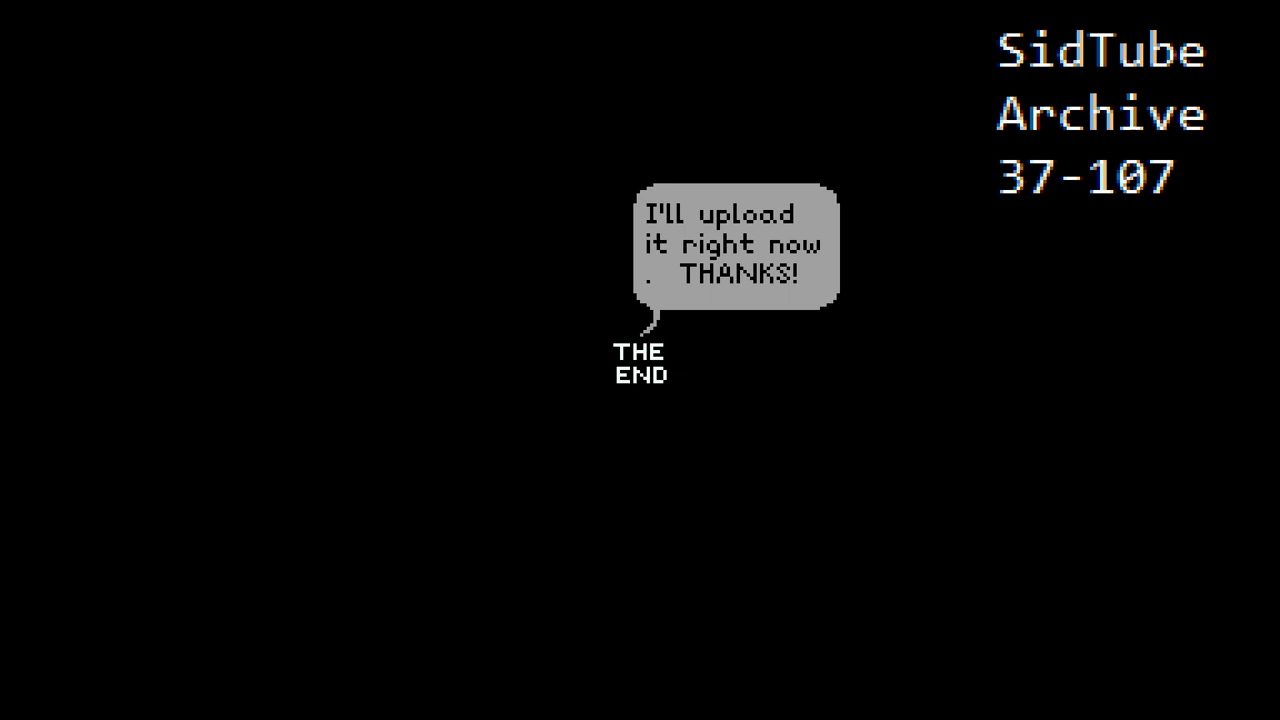 SidTube
Archive
37-107
I'll upload
it right now
. THANKS!
THE
END